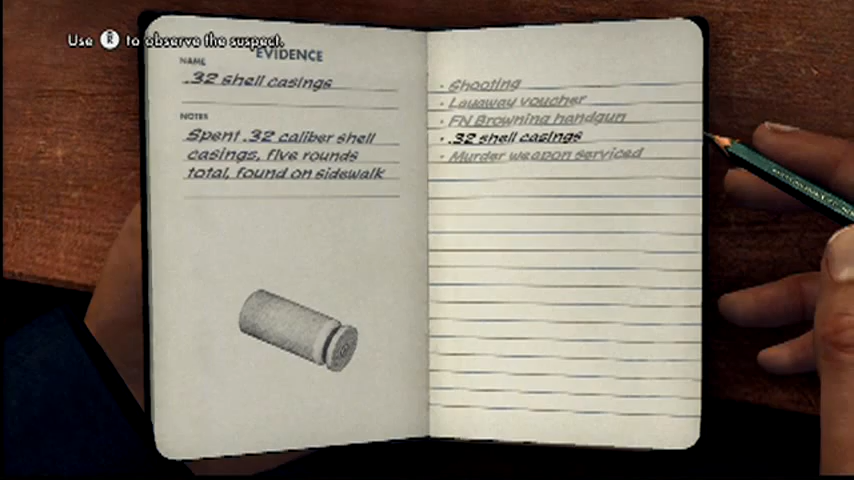 Use R to observe the suspect.
EVIDENCE
NAME
.32 shell casings
NOTES
Spent .32 caliber shell
casings, five rounds
total, found on sidewalk
- Shooting
- Layaway voucher
- FN Browning handgun
- .32 shell casings
- Murder weapon serviced